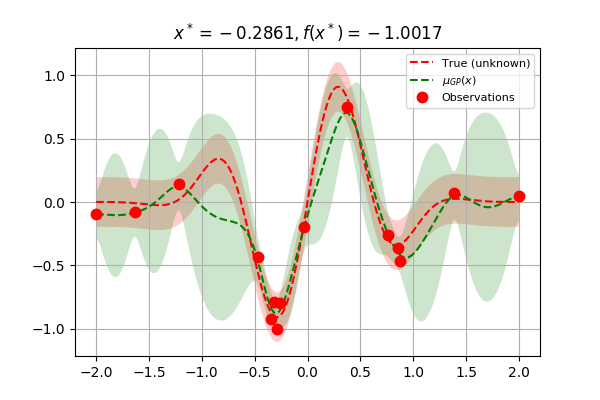 x* = −0.2861, f(x*) = −1.0017
True (unknown)
μGP(x)
Observations
1.0
0.5
0.0
−0.5
−1.0
−2.0 −1.5 −1.0 −0.5 0.0 0.5 1.0 1.5 2.0